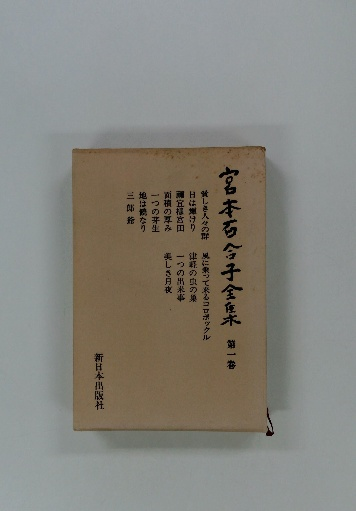 宮本百合子全集 第一巻
貧しき人々の群 風に乗って来るコロポックル
日は輝けり 津軽の虫の巣
禰宜様宮田 一つの出来事
面積の厚み 美しき月夜
一つの芽生
地は饒なり
三郎爺
新日本出版社